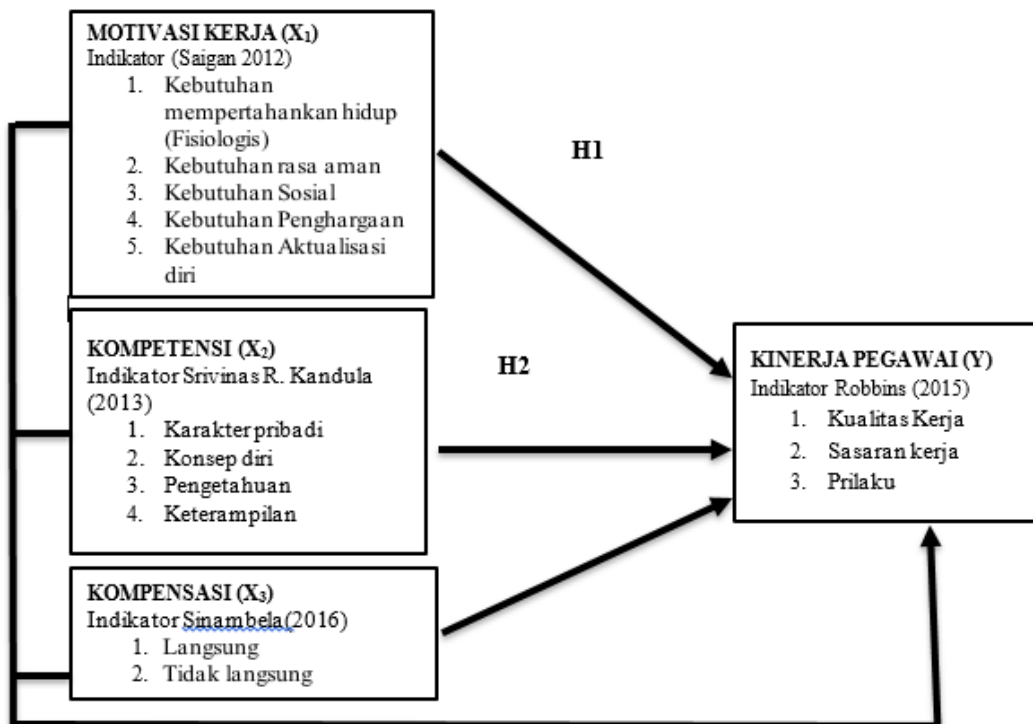 MOTIVASI KERJA (X₁)
Indikator (Saigan 2012)
1. Kebutuhan
mempertahankan hidup
(Fisiologis)
2. Kebutuhan rasa aman
3. Kebutuhan Sosial
4. Kebutuhan Penghargaan
5. Kebutuhan Aktualisasi
diri
H1
KOMPETENSI (X₂)
Indikator Srivinas R. Kandula
(2013)
1. Karakter pribadi
2. Konsep diri
3. Pengetahuan
4. Keterampilan
H2
KOMPENSASI (X₃)
Indikator Sinambela(2016)
1. Langsung
2. Tidak langsung
KINERJA PEGAWAI (Y)
Indikator Robbins (2015)
1. Kualitas Kerja
2. Sasaran kerja
3. Prilaku